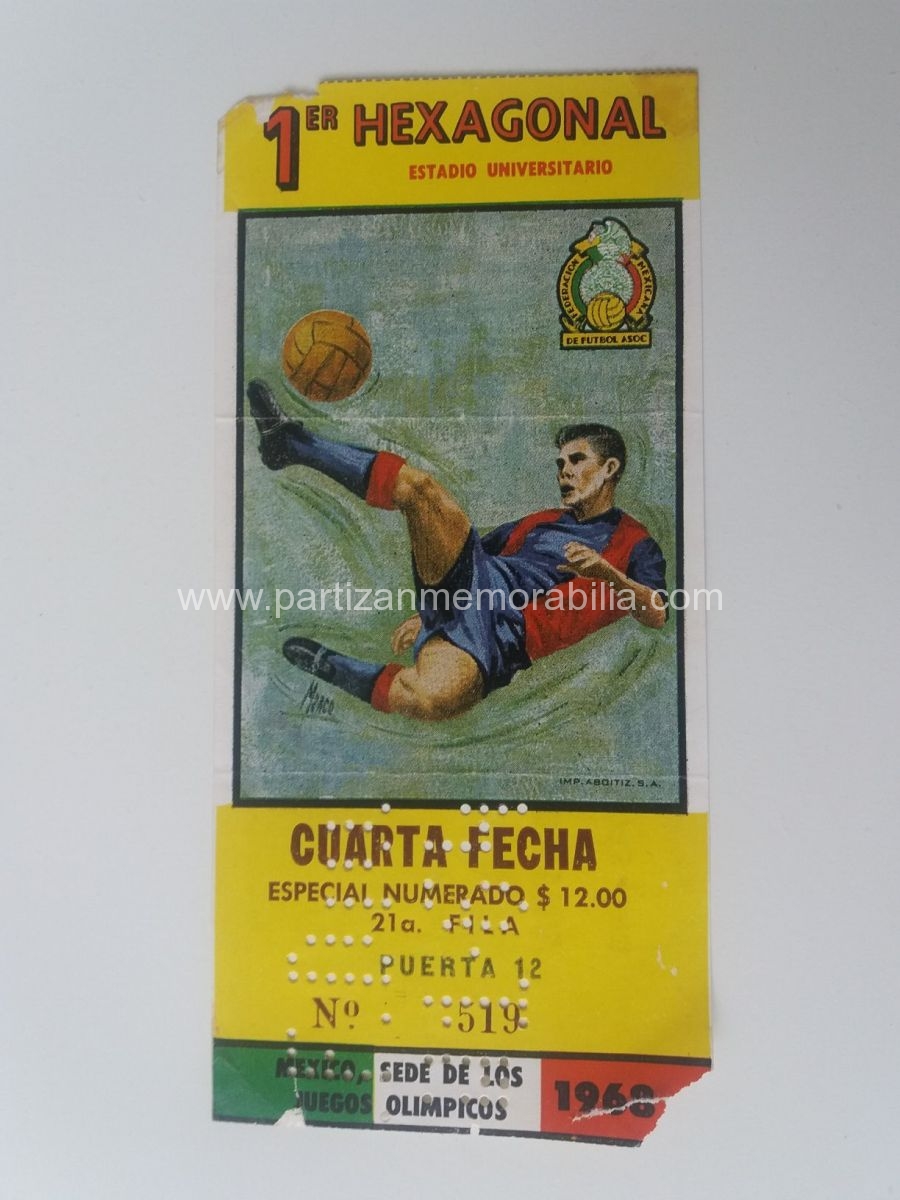 1ER HEXAGONAL
ESTADIO UNIVERSITARIO
FEDERACION MEXICANA
DE FUTBOL ASOC
www.partizanmemorabilia.com
IMP. ABOITIZ, S.A.
CUARTA FECHA
ESPECIAL NUMERADO $ 12.00
21a. FILA
PUERTA 12
Nº 519
MEXICO, SEDE DE LOS
JUEGOS OLIMPICOS
1968